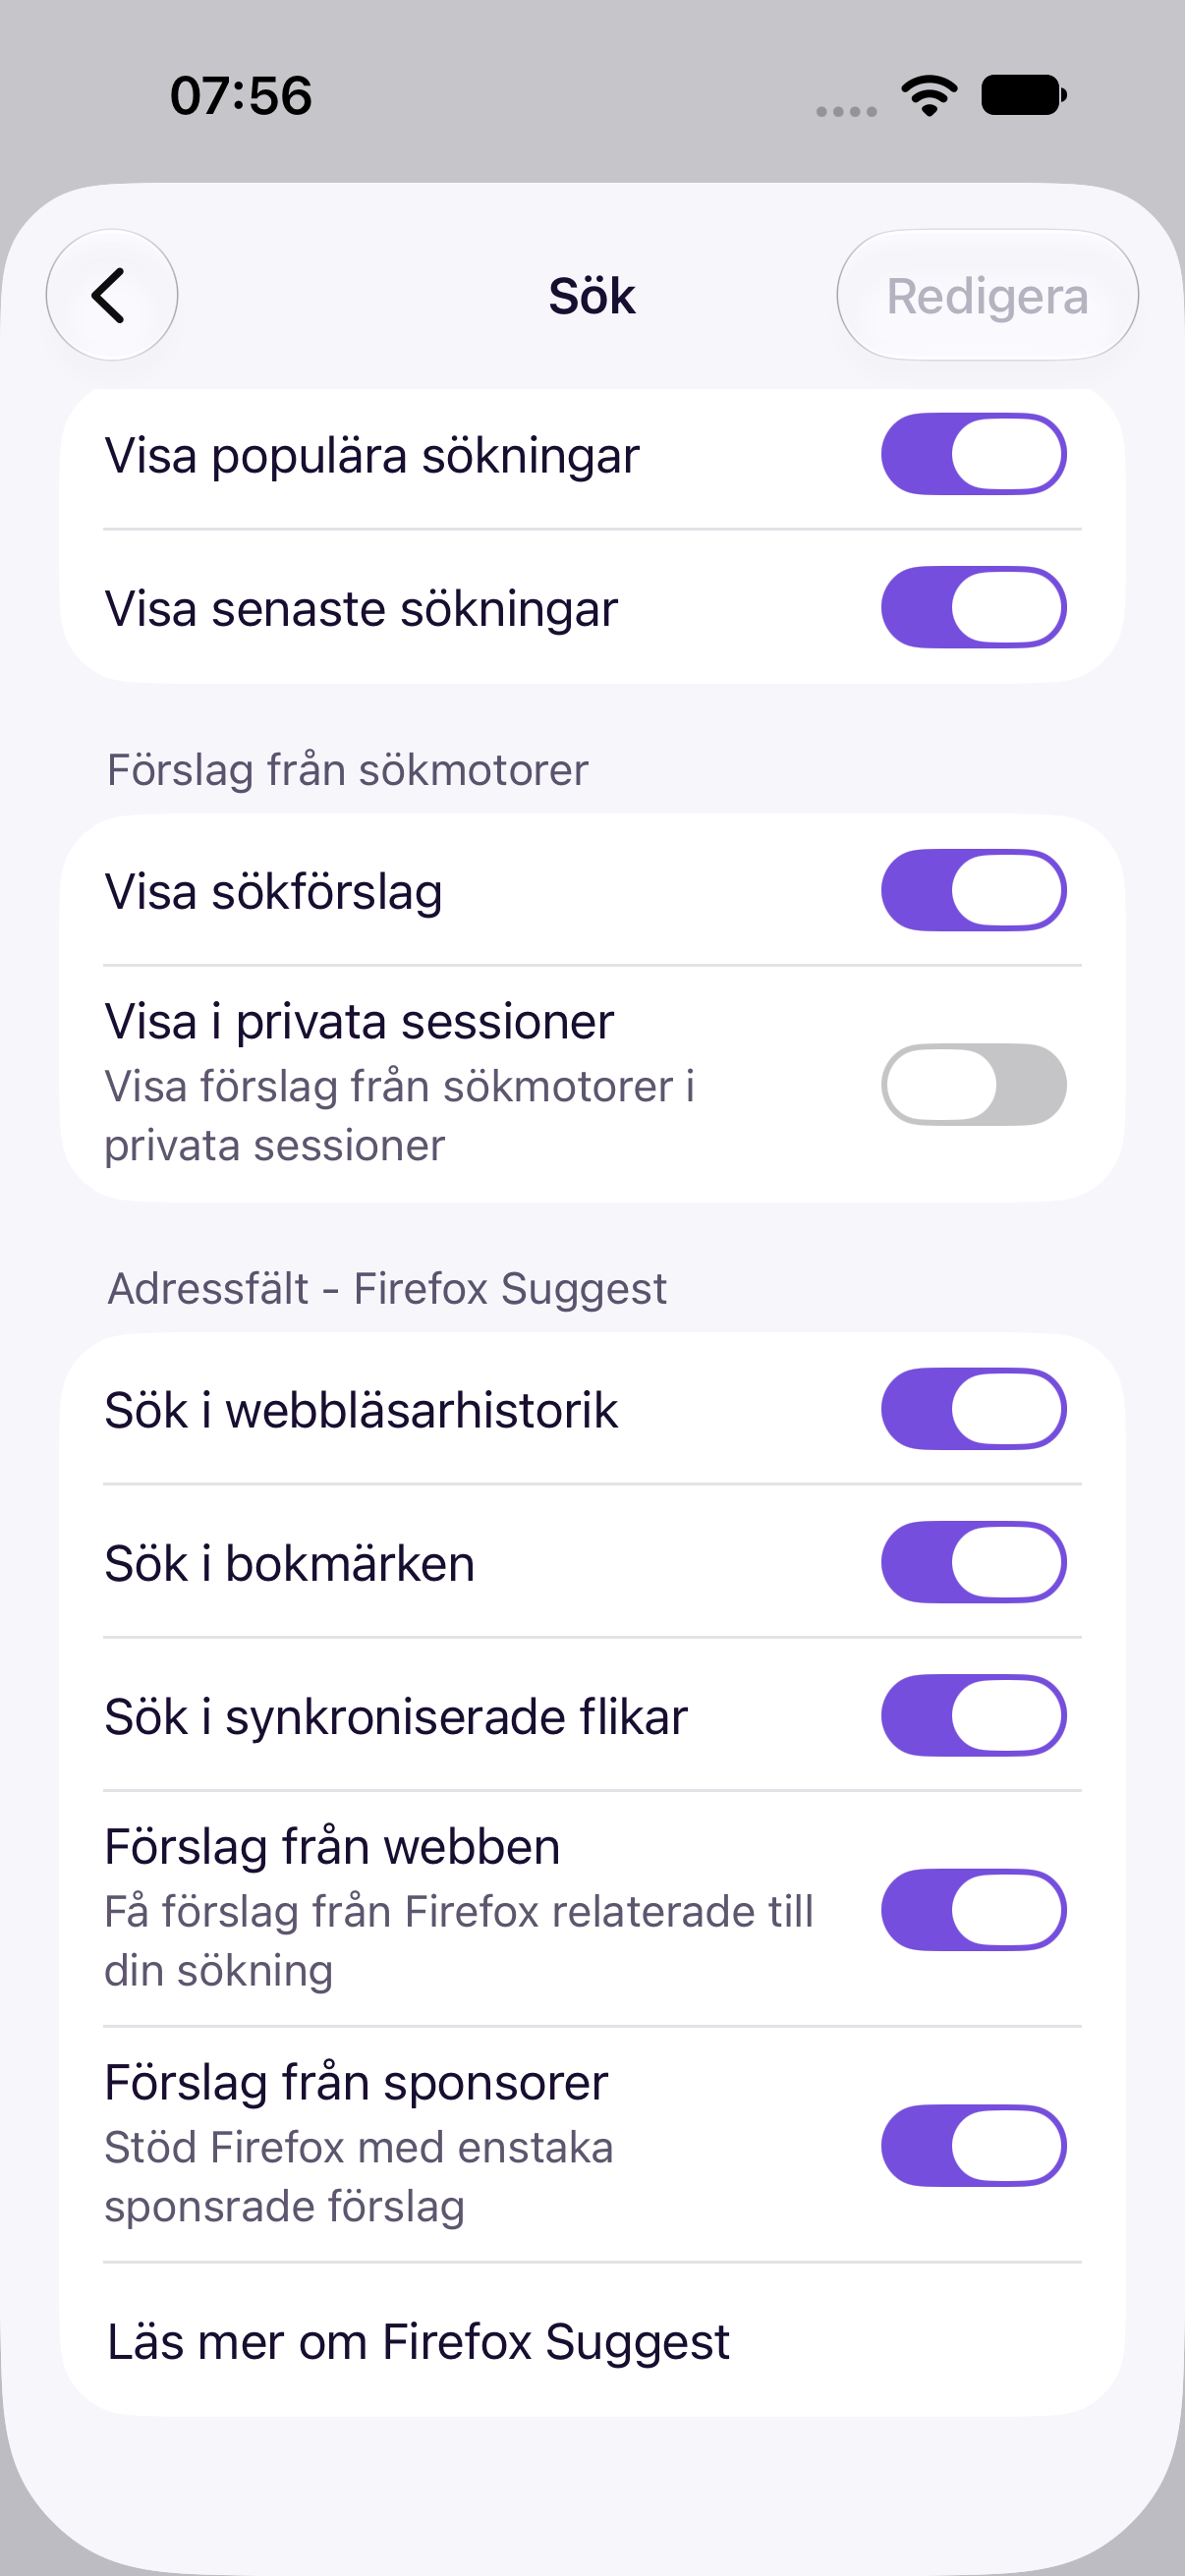 07:56
Sök
Redigera
Visa populära sökningar
Visa senaste sökningar
Förslag från sökmotorer
Visa sökförslag
Visa i privata sessioner
Visa förslag från sökmotorer i
privata sessioner
Adressfält - Firefox Suggest
Sök i webbläsarhistorik
Sök i bokmärken
Sök i synkroniserade flikar
Förslag från webben
Få förslag från Firefox relaterade till
din sökning
Förslag från sponsorer
Stöd Firefox med enstaka
sponsrade förslag
Läs mer om Firefox Suggest